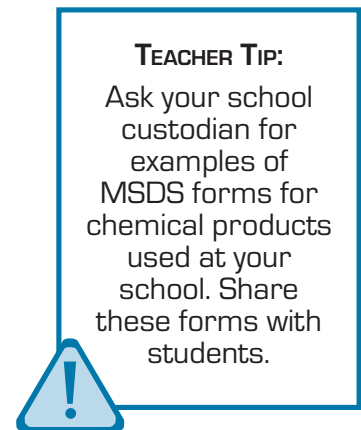 TEACHER TIP:
Ask your school
custodian for
examples of
MSDS forms for
chemical products
used at your
school. Share
these forms with
students.
!